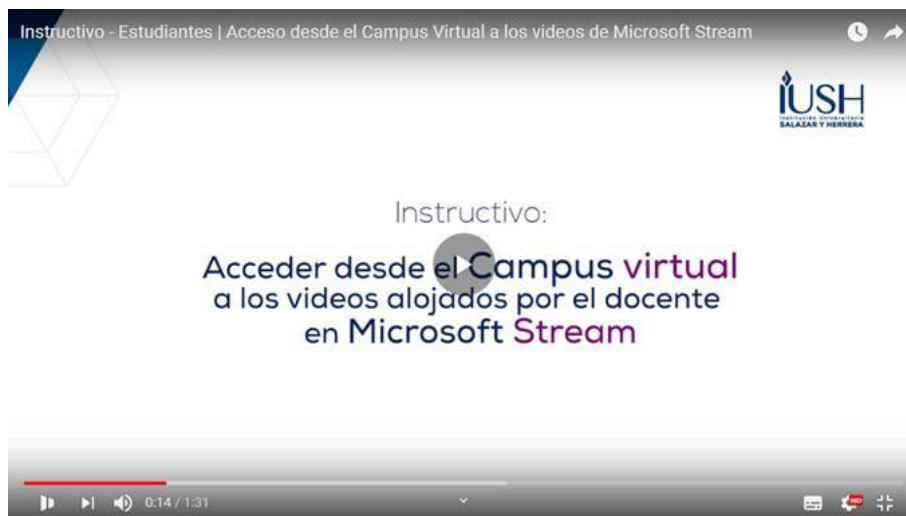 Instructivo - Estudiantes | Acceso desde el Campus Virtual a los videos de Microsoft Stream
IUSH
Institución Universitaria
SALAZAR Y HERRERA
Instructivo:
Acceder desde el Campus virtual
a los videos alojados por el docente
en Microsoft Stream
0:14 / 1:31
HD